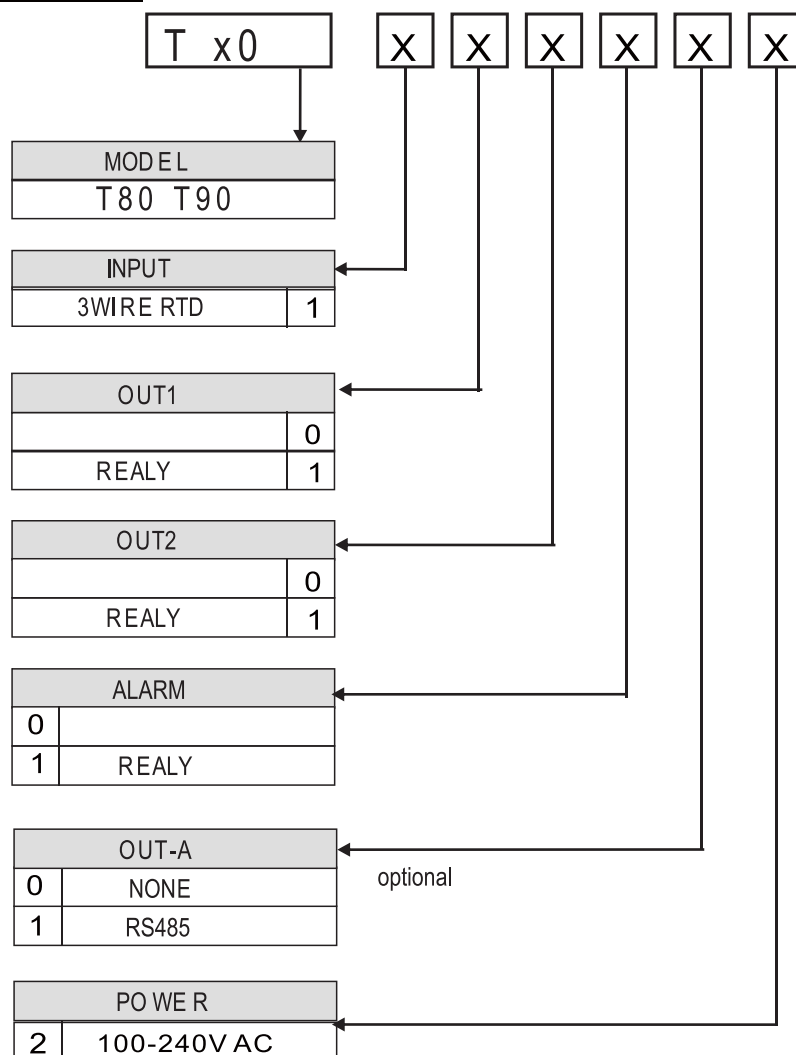 T x0 X X X X X X
MODEL
T80 T90
INPUT
3WIRE RTD 1
OUT1
0
REALY 1
OUT2
0
REALY 1
ALARM
0
1 REALY
OUT-A
optional
0 NONE
1 RS485
POWER
2 100-240V AC